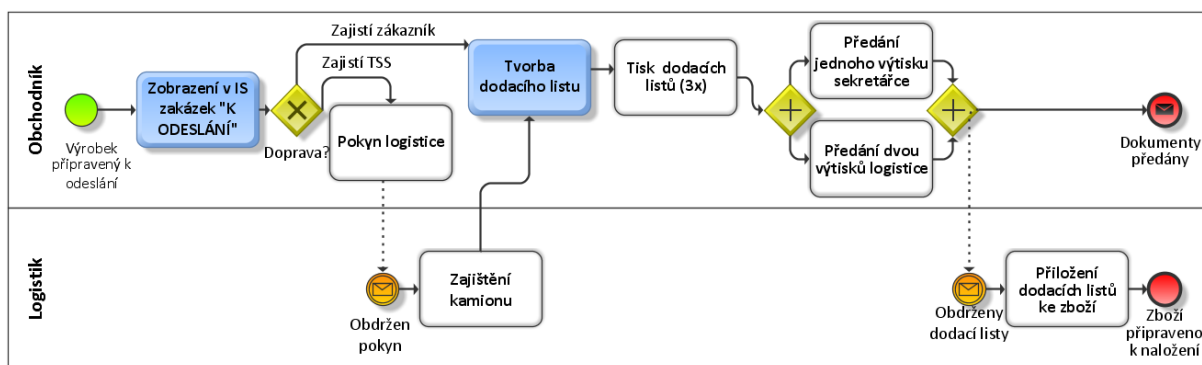 Obchodník
Výrobek
připravený k
odeslání
Zobrazení v IS
zakázek "K
ODESLÁNÍ"
Doprava?
Zajistí zákazník
Zajistí TSS
Pokyn logistice
Tvorba
dodacího listu
Tisk dodacích
listů (3x)
Předání
jednoho výtisku
sekretářce
Předání dvou
výtisků logistice
Dokumenty
předány
Logistik
Obdržen
pokyn
Zajištění
kamionu
Obdrženy
dodací listy
Přiložení
dodacích listů
ke zboží
Zboží
připraveno
k naložení